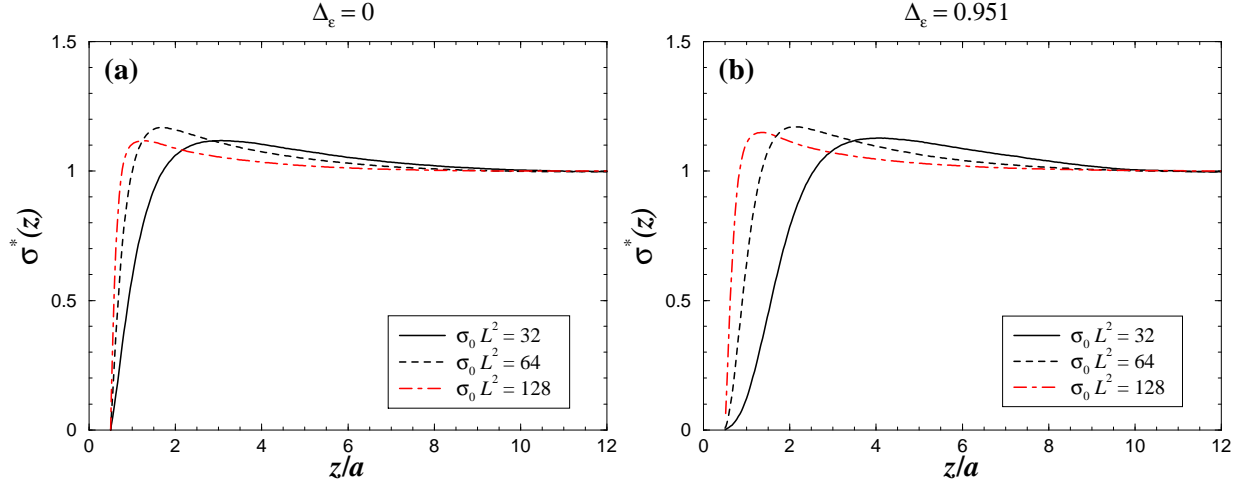 Δε = 0
(a)
σ*(z)
1.5
1
0.5
0
σ0 L² = 32
σ0 L² = 64
σ0 L² = 128
0 2 4 6 8 10 12
z/a
Δε = 0.951
(b)
σ*(z)
1.5
1
0.5
0
σ0 L² = 32
σ0 L² = 64
σ0 L² = 128
0 2 4 6 8 10 12
z/a